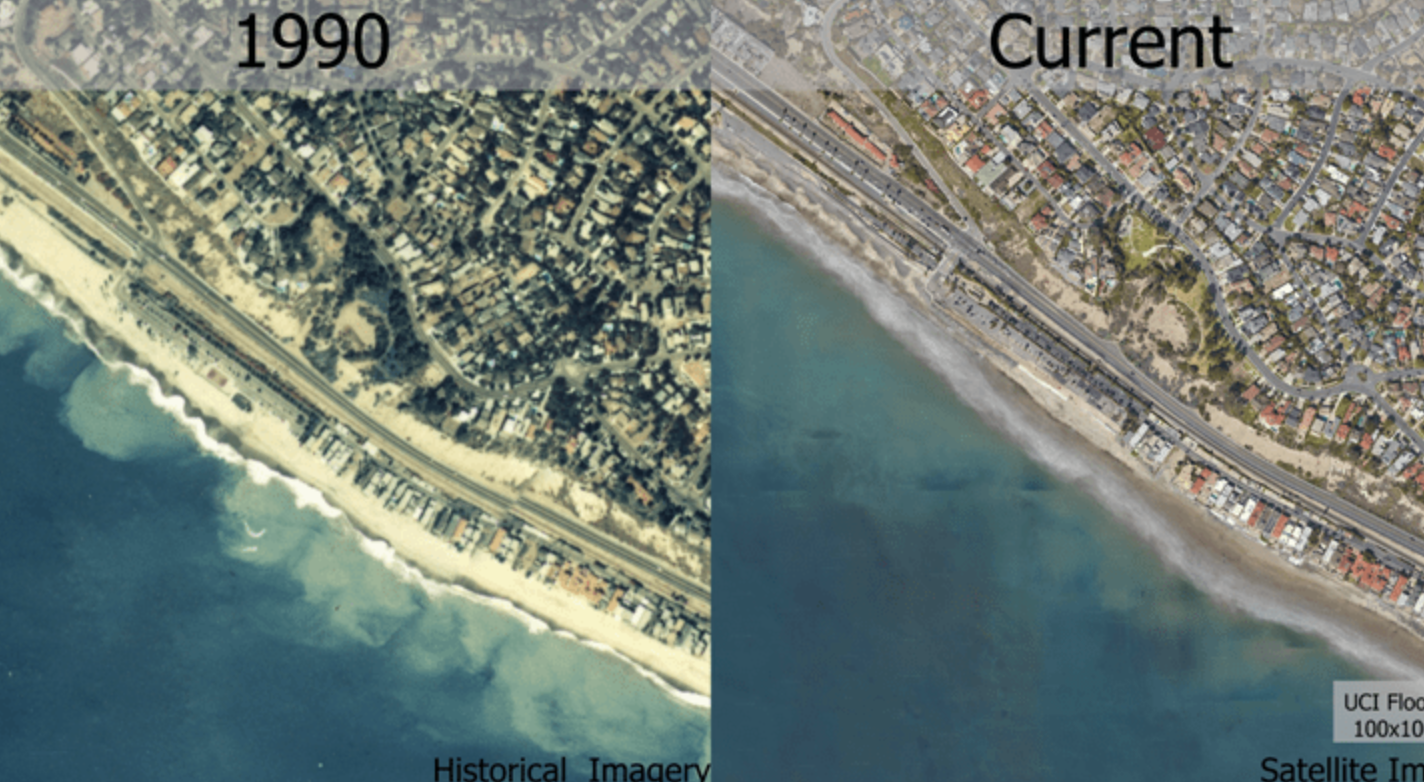 1990
Current
UCI Floo
100x10
Historical Imagery
Satellite Im